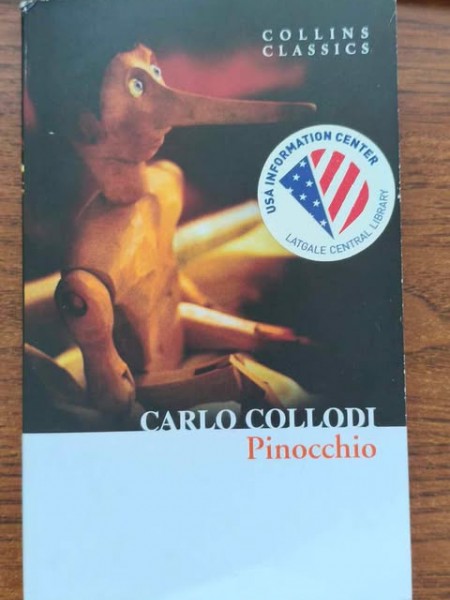 COLLINS
CLASSICS
USA INFORMATION CENTER
LATGALE CENTRAL LIBRARY
CARLO COLLODI
Pinocchio